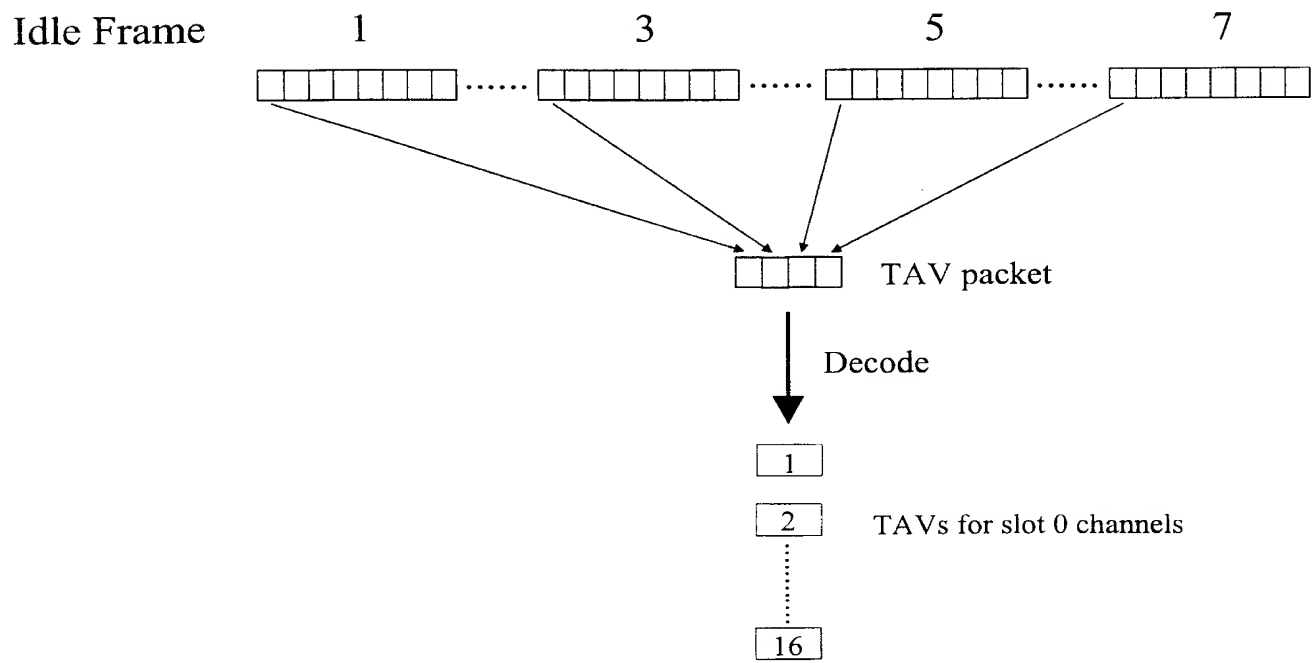 Idle Frame 1 3 5 7
TAV packet
Decode
1
2 TAVs for slot 0 channels
16